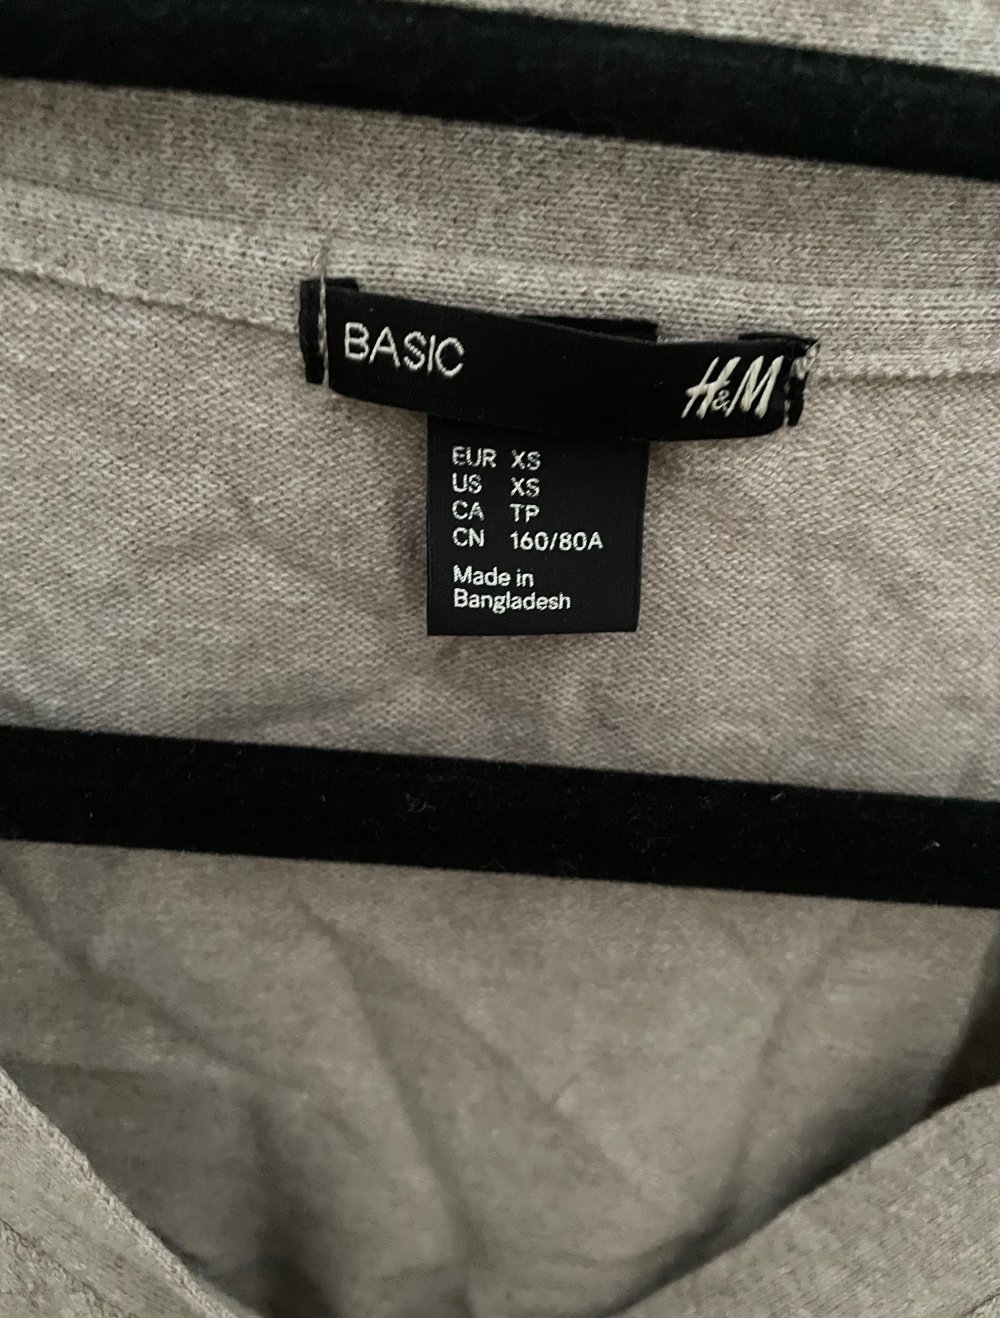 BASIC H&M
EUR XS
US XS
CA TP
CN 160/80A
Made in
Bangladesh